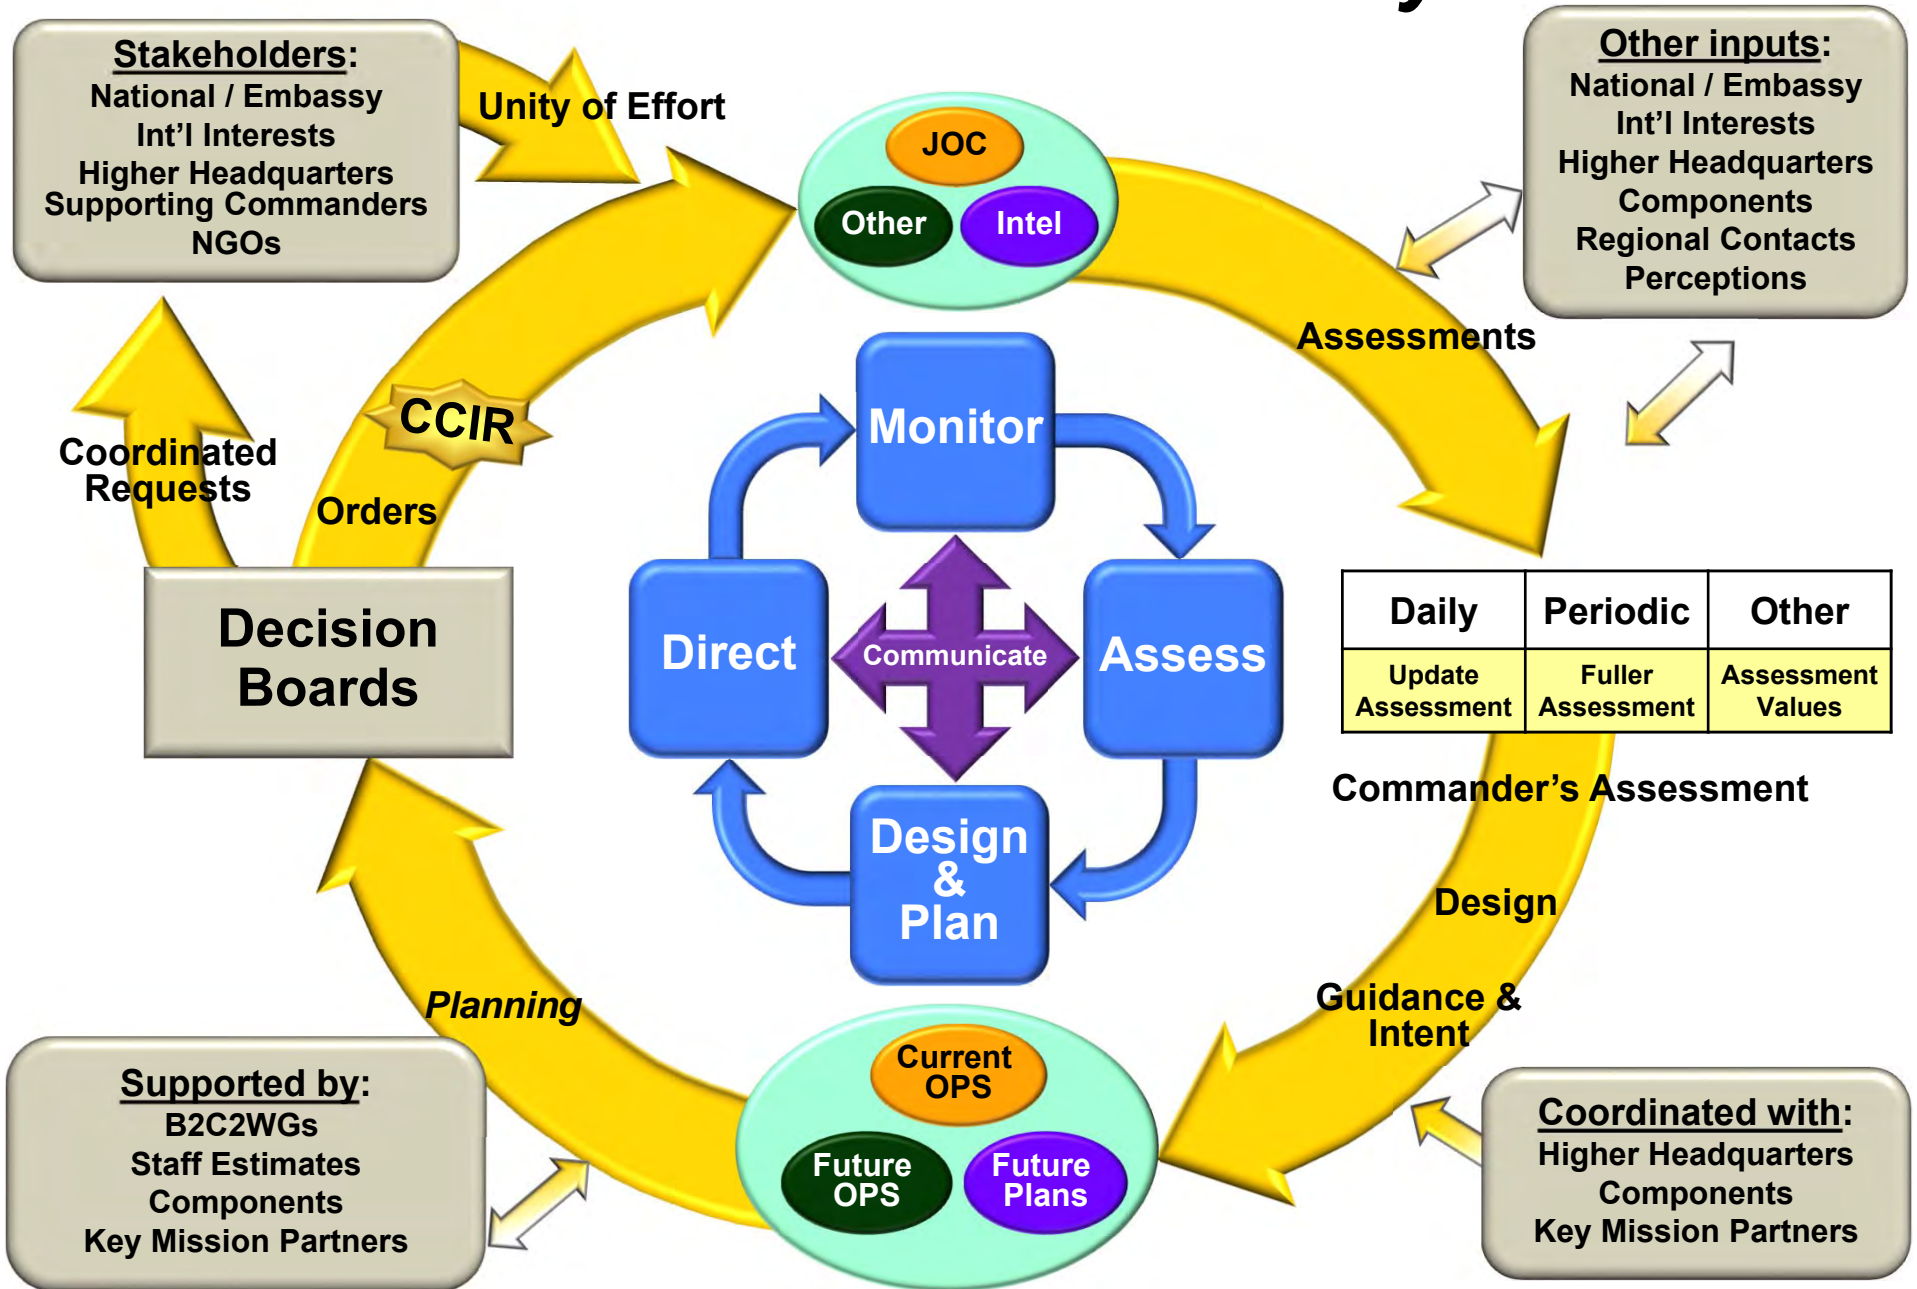 Stakeholders:
National / Embassy
Int'l Interests
Higher Headquarters
Supporting Commanders
NGOs
Unity of Effort
JOC
Other
Intel
Other inputs:
National / Embassy
Int'l Interests
Higher Headquarters
Components
Regional Contacts
Perceptions
Assessments
CCIR
Coordinated
Requests
Orders
Monitor
Decision
Boards
Direct
Communicate
Assess
Daily Periodic Other
Update
Assessment
Fuller
Assessment
Assessment
Values
Commander's Assessment
Design
&
Plan
Design
Guidance &
Intent
Planning
Current
OPS
Future
OPS
Future
Plans
Supported by:
B2C2WGs
Staff Estimates
Components
Key Mission Partners
Coordinated with:
Higher Headquarters
Components
Key Mission Partners